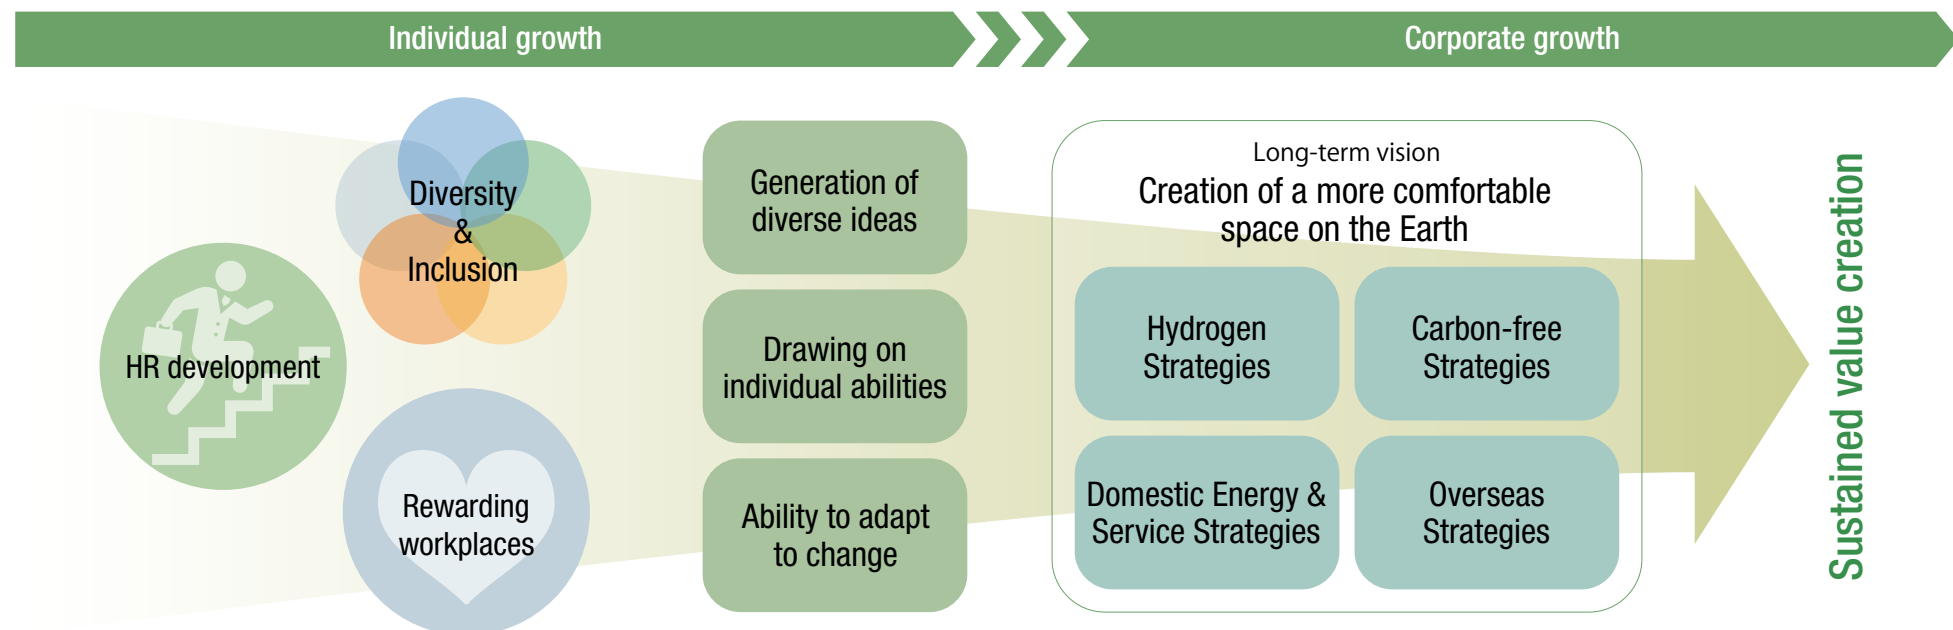 Individual growth
Corporate growth
HR development
Diversity
&
Inclusion
Rewarding
workplaces
Generation of
diverse ideas
Drawing on
individual abilities
Ability to adapt
to change
Long-term vision
Creation of a more comfortable
space on the Earth
Hydrogen
Strategies
Carbon-free
Strategies
Domestic Energy &
Service Strategies
Overseas
Strategies
Sustained value creation